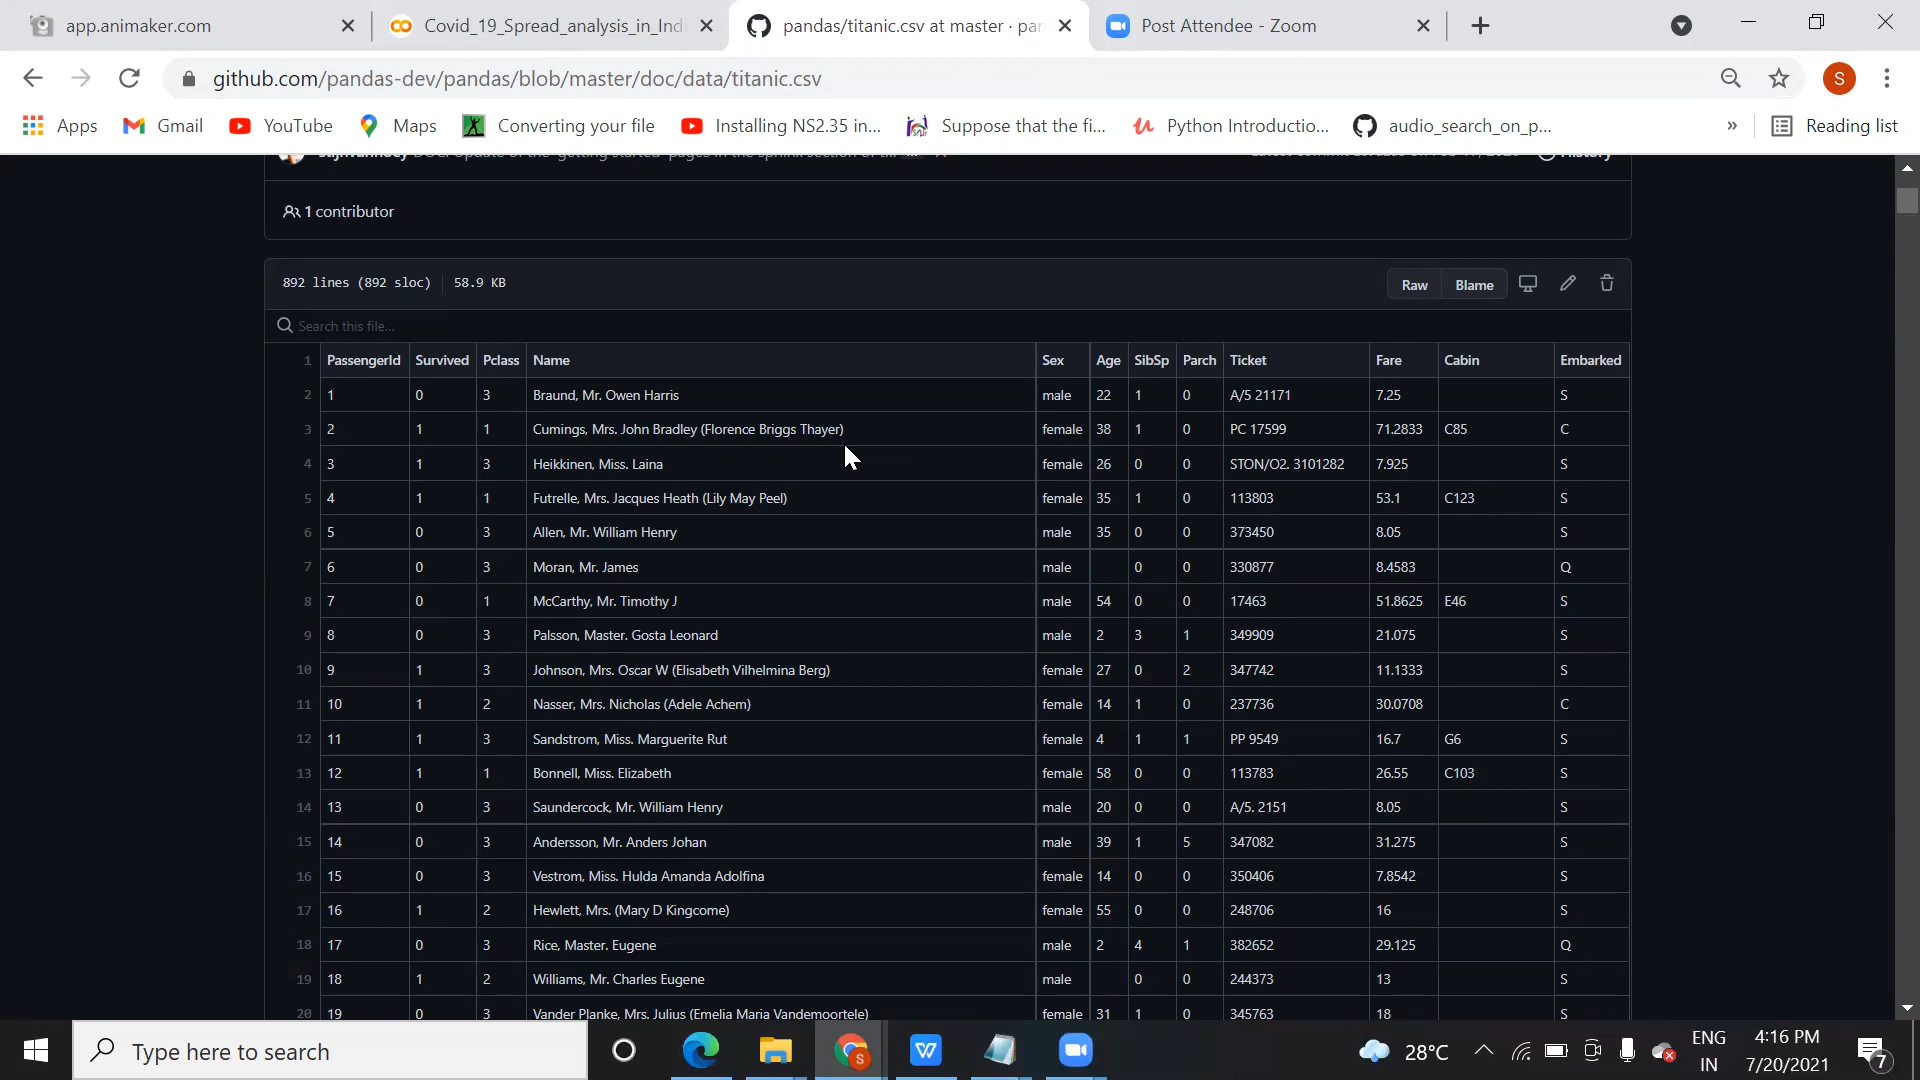 app.animaker.com
Covid_19_Spread_analysis_in_Indi
pandas/titanic.csv at master · pan
Post Attendee - Zoom
github.com/pandas-dev/pandas/blob/master/doc/data/titanic.csv
S
Apps
Gmail
YouTube
Maps
Converting your file
Installing NS2.35 in...
Suppose that the fi...
Python Introductio...
audio_search_on_p...
»
Reading list
1 contributor
892 lines (892 sloc) 58.9 KB
Raw
Blame
Search this file...
1 PassengerId Survived Pclass Name Sex Age SibSp Parch Ticket Fare Cabin Embarked
2 1 0 3 Braund, Mr. Owen Harris male 22 1 0 A/5 21171 7.25 S
3 2 1 1 Cumings, Mrs. John Bradley (Florence Briggs Thayer) female 38 1 0 PC 17599 71.2833 C85 C
4 3 1 3 Heikkinen, Miss. Laina female 26 0 0 STON/O2. 3101282 7.925 S
5 4 1 1 Futrelle, Mrs. Jacques Heath (Lily May Peel) female 35 1 0 113803 53.1 C123 S
6 5 0 3 Allen, Mr. William Henry male 35 0 0 373450 8.05 S
7 6 0 3 Moran, Mr. James male 0 0 330877 8.4583 Q
8 7 0 1 McCarthy, Mr. Timothy J male 54 0 0 17463 51.8625 E46 S
9 8 0 3 Palsson, Master. Gosta Leonard male 2 3 1 349909 21.075 S
10 9 1 3 Johnson, Mrs. Oscar W (Elisabeth Vilhelmina Berg) female 27 0 2 347742 11.1333 S
11 10 1 2 Nasser, Mrs. Nicholas (Adele Achem) female 14 1 0 237736 30.0708 C
12 11 1 3 Sandstrom, Miss. Marguerite Rut female 4 1 1 PP 9549 16.7 G6 S
13 12 1 1 Bonnell, Miss. Elizabeth female 58 0 0 113783 26.55 C103 S
14 13 0 3 Saundercock, Mr. William Henry male 20 0 0 A/5. 2151 8.05 S
15 14 0 3 Andersson, Mr. Anders Johan male 39 1 5 347082 31.275 S
16 15 0 3 Vestrom, Miss. Hulda Amanda Adolfina female 14 0 0 350406 7.8542 S
17 16 1 2 Hewlett, Mrs. (Mary D Kingcome) female 55 0 0 248706 16 S
18 17 0 3 Rice, Master. Eugene male 2 4 1 382652 29.125 Q
19 18 1 2 Williams, Mr. Charles Eugene male 0 0 244373 13 S
20 19 0 3 Vander Planke, Mrs. Julius (Emelia Maria Vandemoortele) female 31 1 0 345763 18 S
Type here to search
28°C
ENG
IN
4:16 PM
7/20/2021
7